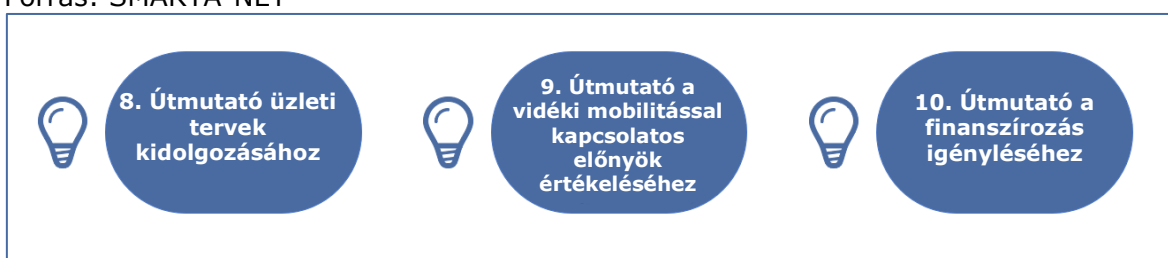 Forrás: SMARTA-NET
8. Útmutató üzleti
tervek
kidolgozásához
9. Útmutató a
vidéki mobilitással
kapcsolatos
előnyök
értékeléséhez
10. Útmutató a
finanszírozás
igényléséhez